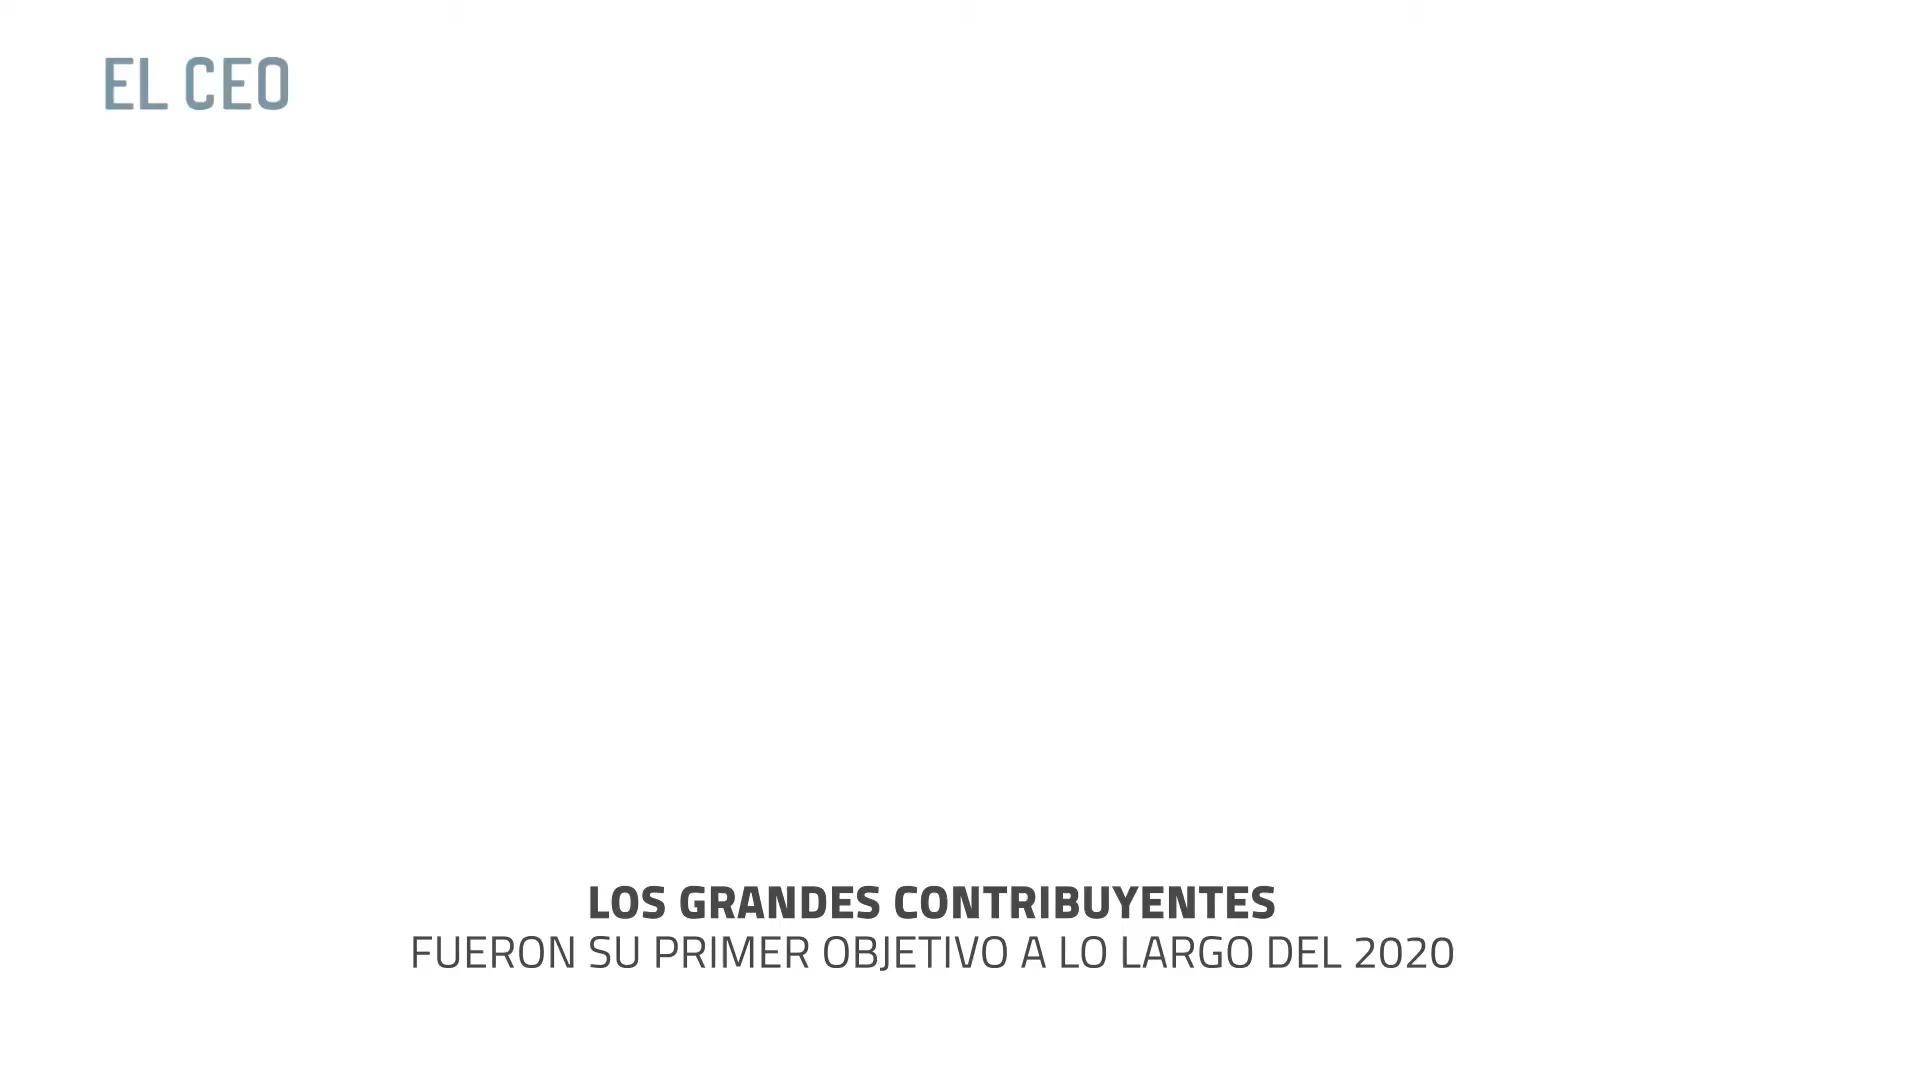 EL CEO
LOS GRANDES CONTRIBUYENTES
FUERON SU PRIMER OBJETIVO A LO LARGO DEL 2020